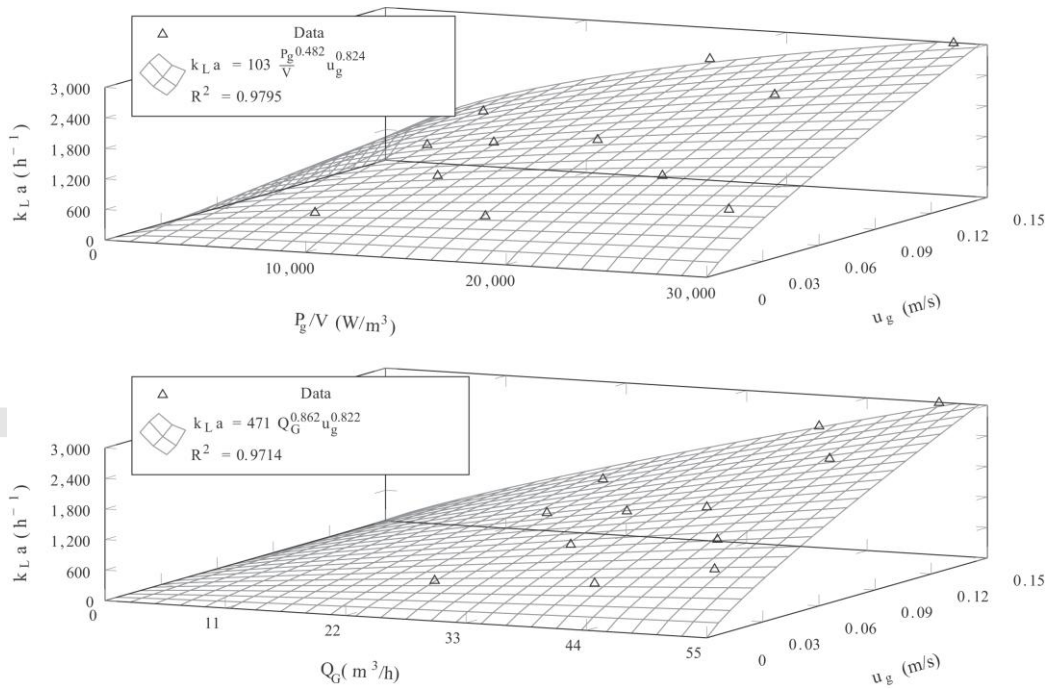 Data
k_L a = 103 P_g/V^0.482 u_g^0.824
R^2 = 0.9795
3,000
2,400
1,800
1,200
600
0
k_L a (h^-1)
0
10,000
20,000
30,000
P_g/V (W/m^3)
0
0.03
0.06
0.09
0.12
0.15
u_g (m/s)
Data
k_L a = 471 Q_G^0.862 u_g^0.822
R^2 = 0.9714
3,000
2,400
1,800
1,200
600
0
k_L a (h^-1)
0
11
22
33
44
55
Q_G( m^3/h)
0
0.03
0.06
0.09
0.12
0.15
u_g (m/s)